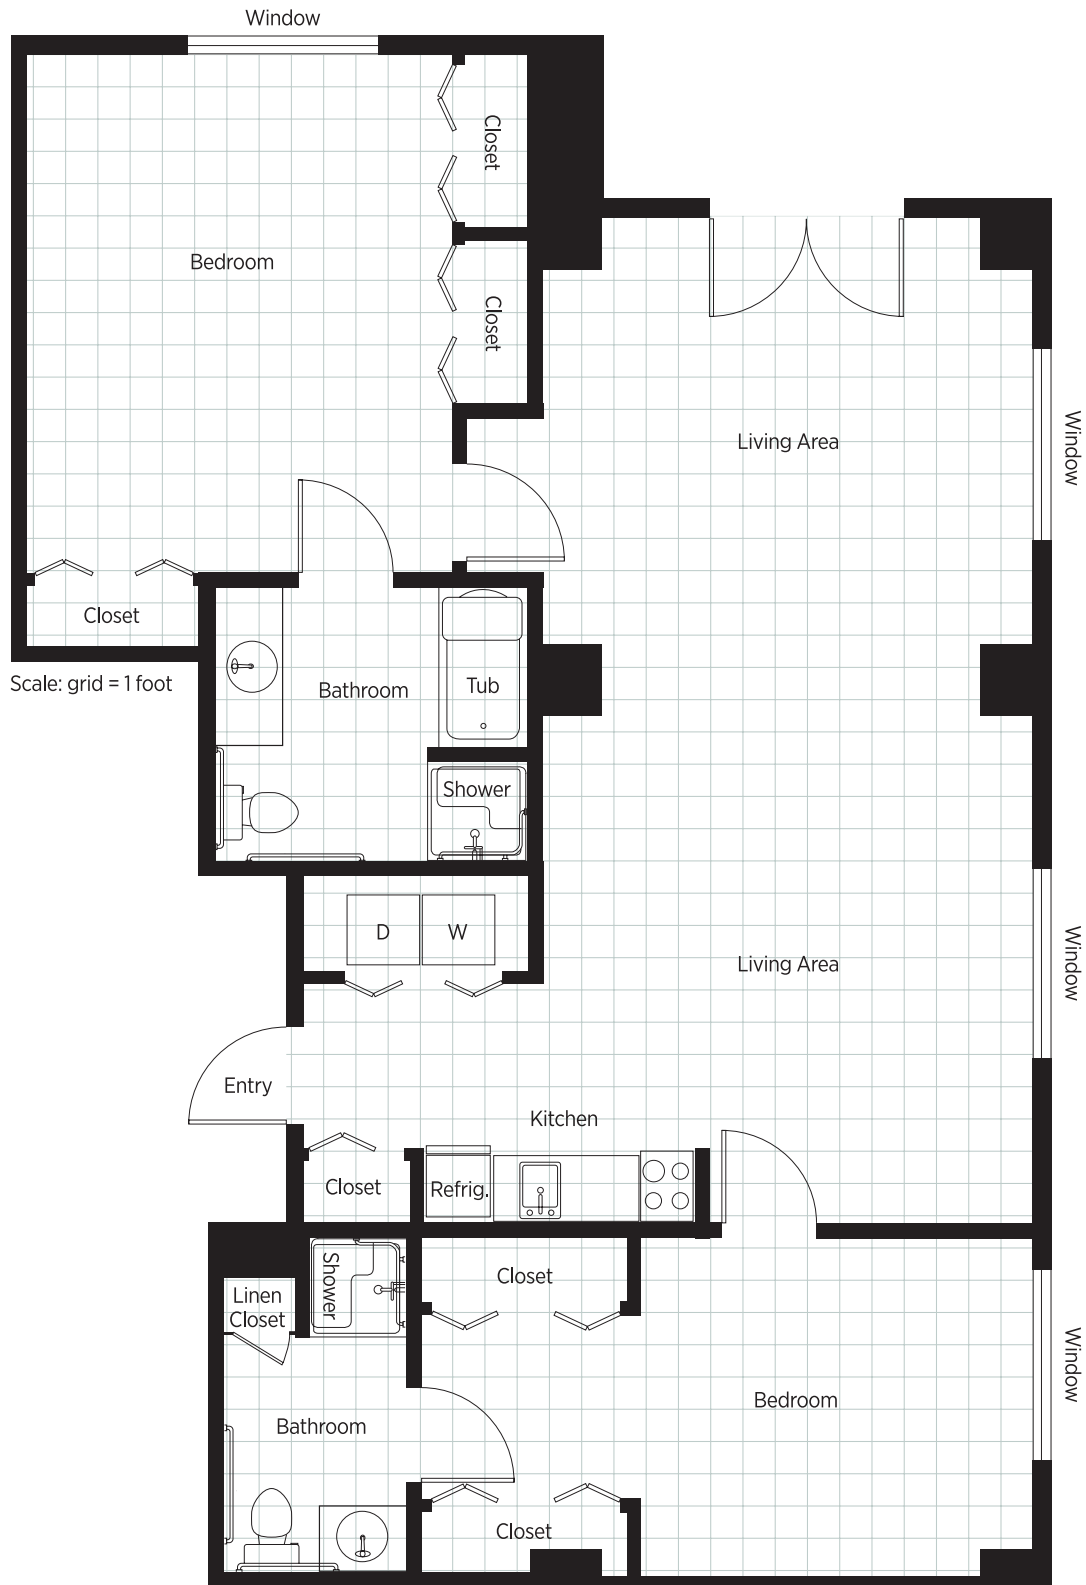 Window
Closet
Bedroom
Closet
Living Area
Window
Closet
Scale: grid = 1 foot
Bathroom
Tub
Shower
D
W
Living Area
Window
Entry
Kitchen
Closet
Refrig.
Shower
Linen
Closet
Closet
Bedroom
Window
Bathroom
Closet